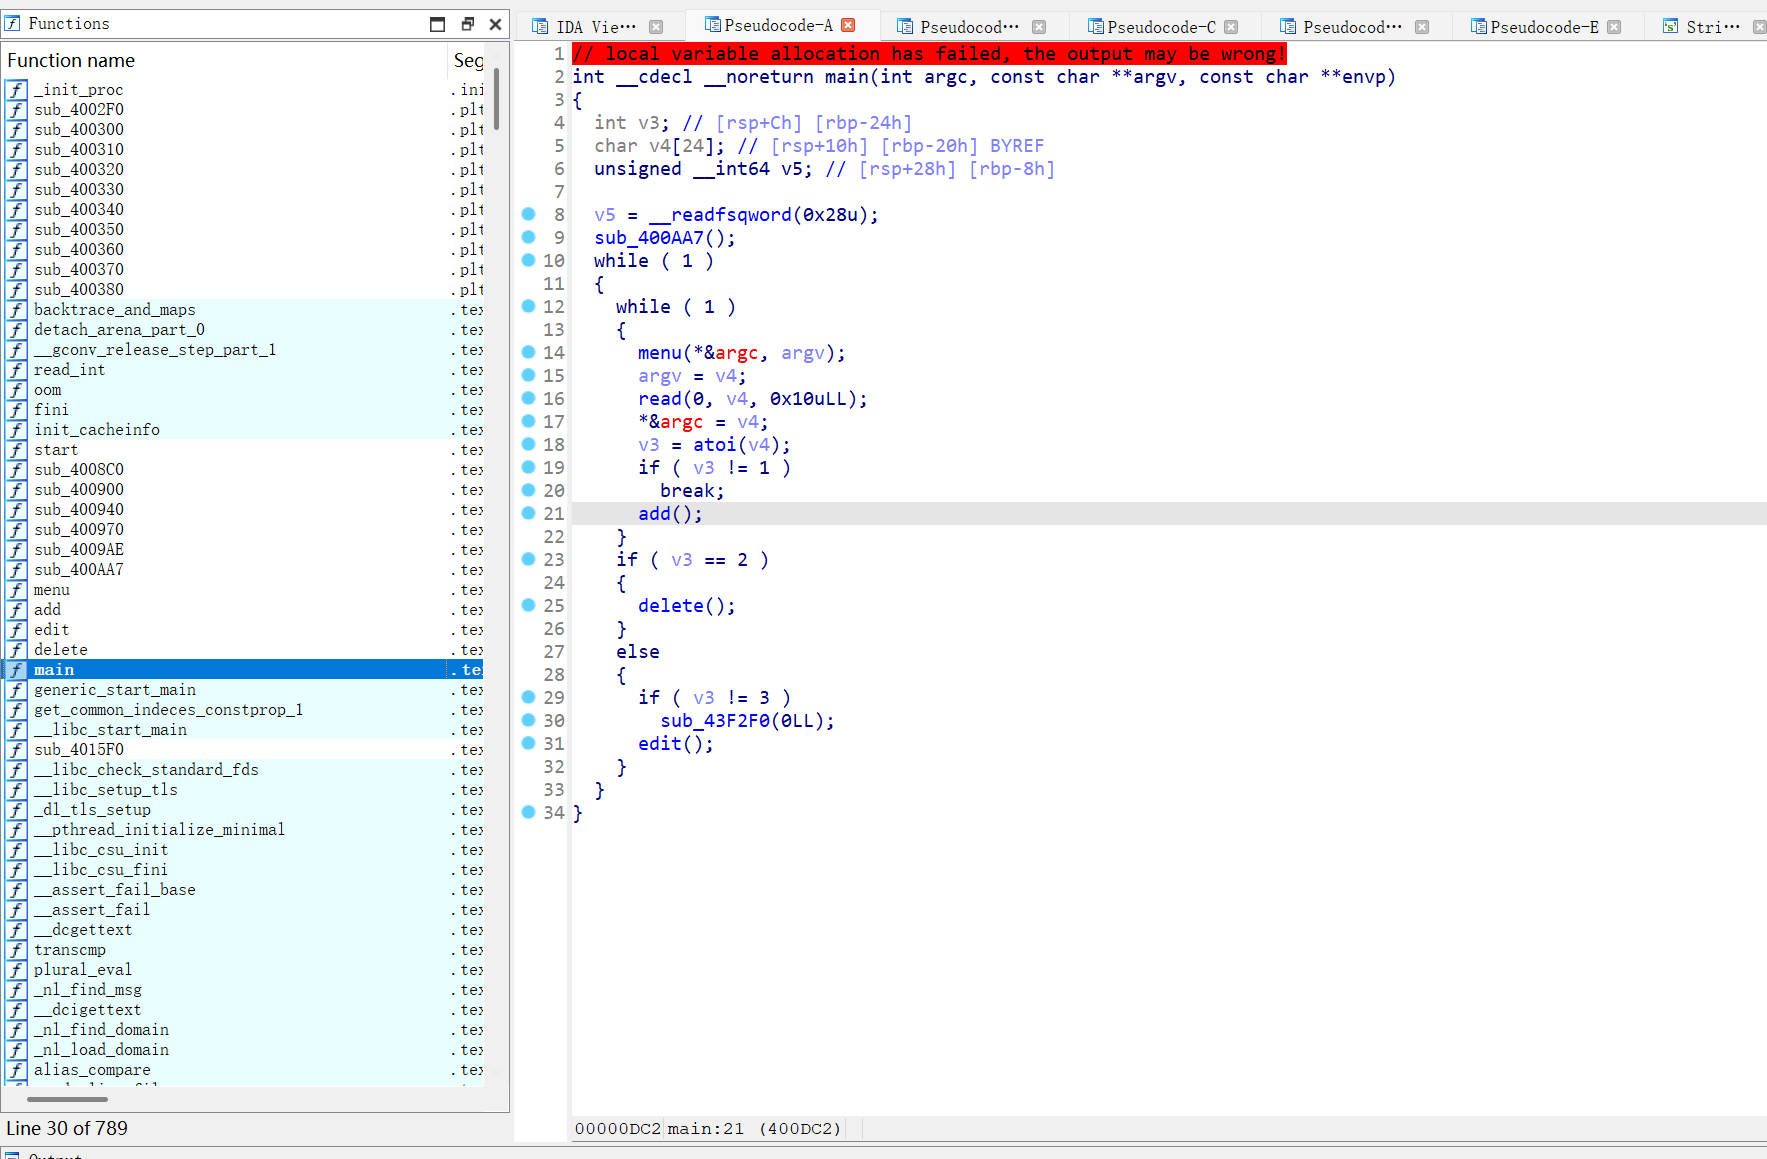 Functions
Function name Seg
_init_proc .ini
sub_4002F0 .plt
sub_400300 .plt
sub_400310 .plt
sub_400320 .plt
sub_400330 .plt
sub_400340 .plt
sub_400350 .plt
sub_400360 .plt
sub_400370 .plt
sub_400380 .plt
backtrace_and_maps .tex
detach_arena_part_0 .tex
__gconv_release_step_part_1 .tex
read_int .tex
oom .tex
fini .tex
init_cacheinfo .tex
start .tex
sub_4008C0 .tex
sub_400900 .tex
sub_400940 .tex
sub_400970 .tex
sub_4009AE .tex
sub_400AA7 .tex
menu .tex
add .tex
edit .tex
delete .tex
main .tex
generic_start_main .tex
get_common_indeces_constprop_1 .tex
__libc_start_main .tex
sub_4015F0 .tex
__libc_check_standard_fds .tex
__libc_setup_tls .tex
_dl_tls_setup .tex
__pthread_initialize_minimal .tex
__libc_csu_init .tex
__libc_csu_fini .tex
__assert_fail_base .tex
__assert_fail .tex
__dcgettext .tex
transcmp .tex
plural_eval .tex
_nl_find_msg .tex
__dcigettext .tex
_nl_find_domain .tex
_nl_load_domain .tex
alias_compare .tex
Line 30 of 789
Output
IDA Vie··· Pseudocode-A Pseudocod··· Pseudocode-C Pseudocod··· Pseudocode-E Stri···
1 // local variable allocation has failed, the output may be wrong!
2 int __cdecl __noreturn main(int argc, const char **argv, const char **envp)
3 {
4 int v3; // [rsp+Ch] [rbp-24h]
5 char v4[24]; // [rsp+10h] [rbp-20h] BYREF
6 unsigned __int64 v5; // [rsp+28h] [rbp-8h]
7
8 v5 = __readfsqword(0x28u);
9 sub_400AA7();
10 while ( 1 )
11 {
12 while ( 1 )
13 {
14 menu(*&argc, argv);
15 argv = v4;
16 read(0, v4, 0x10uLL);
17 *&argc = v4;
18 v3 = atoi(v4);
19 if ( v3 != 1 )
20 break;
21 add();
22 }
23 if ( v3 == 2 )
24 {
25 delete();
26 }
27 else
28 {
29 if ( v3 != 3 )
30 sub_43F2F0(0LL);
31 edit();
32 }
33 }
34 }
00000DC2 main:21 (400DC2)